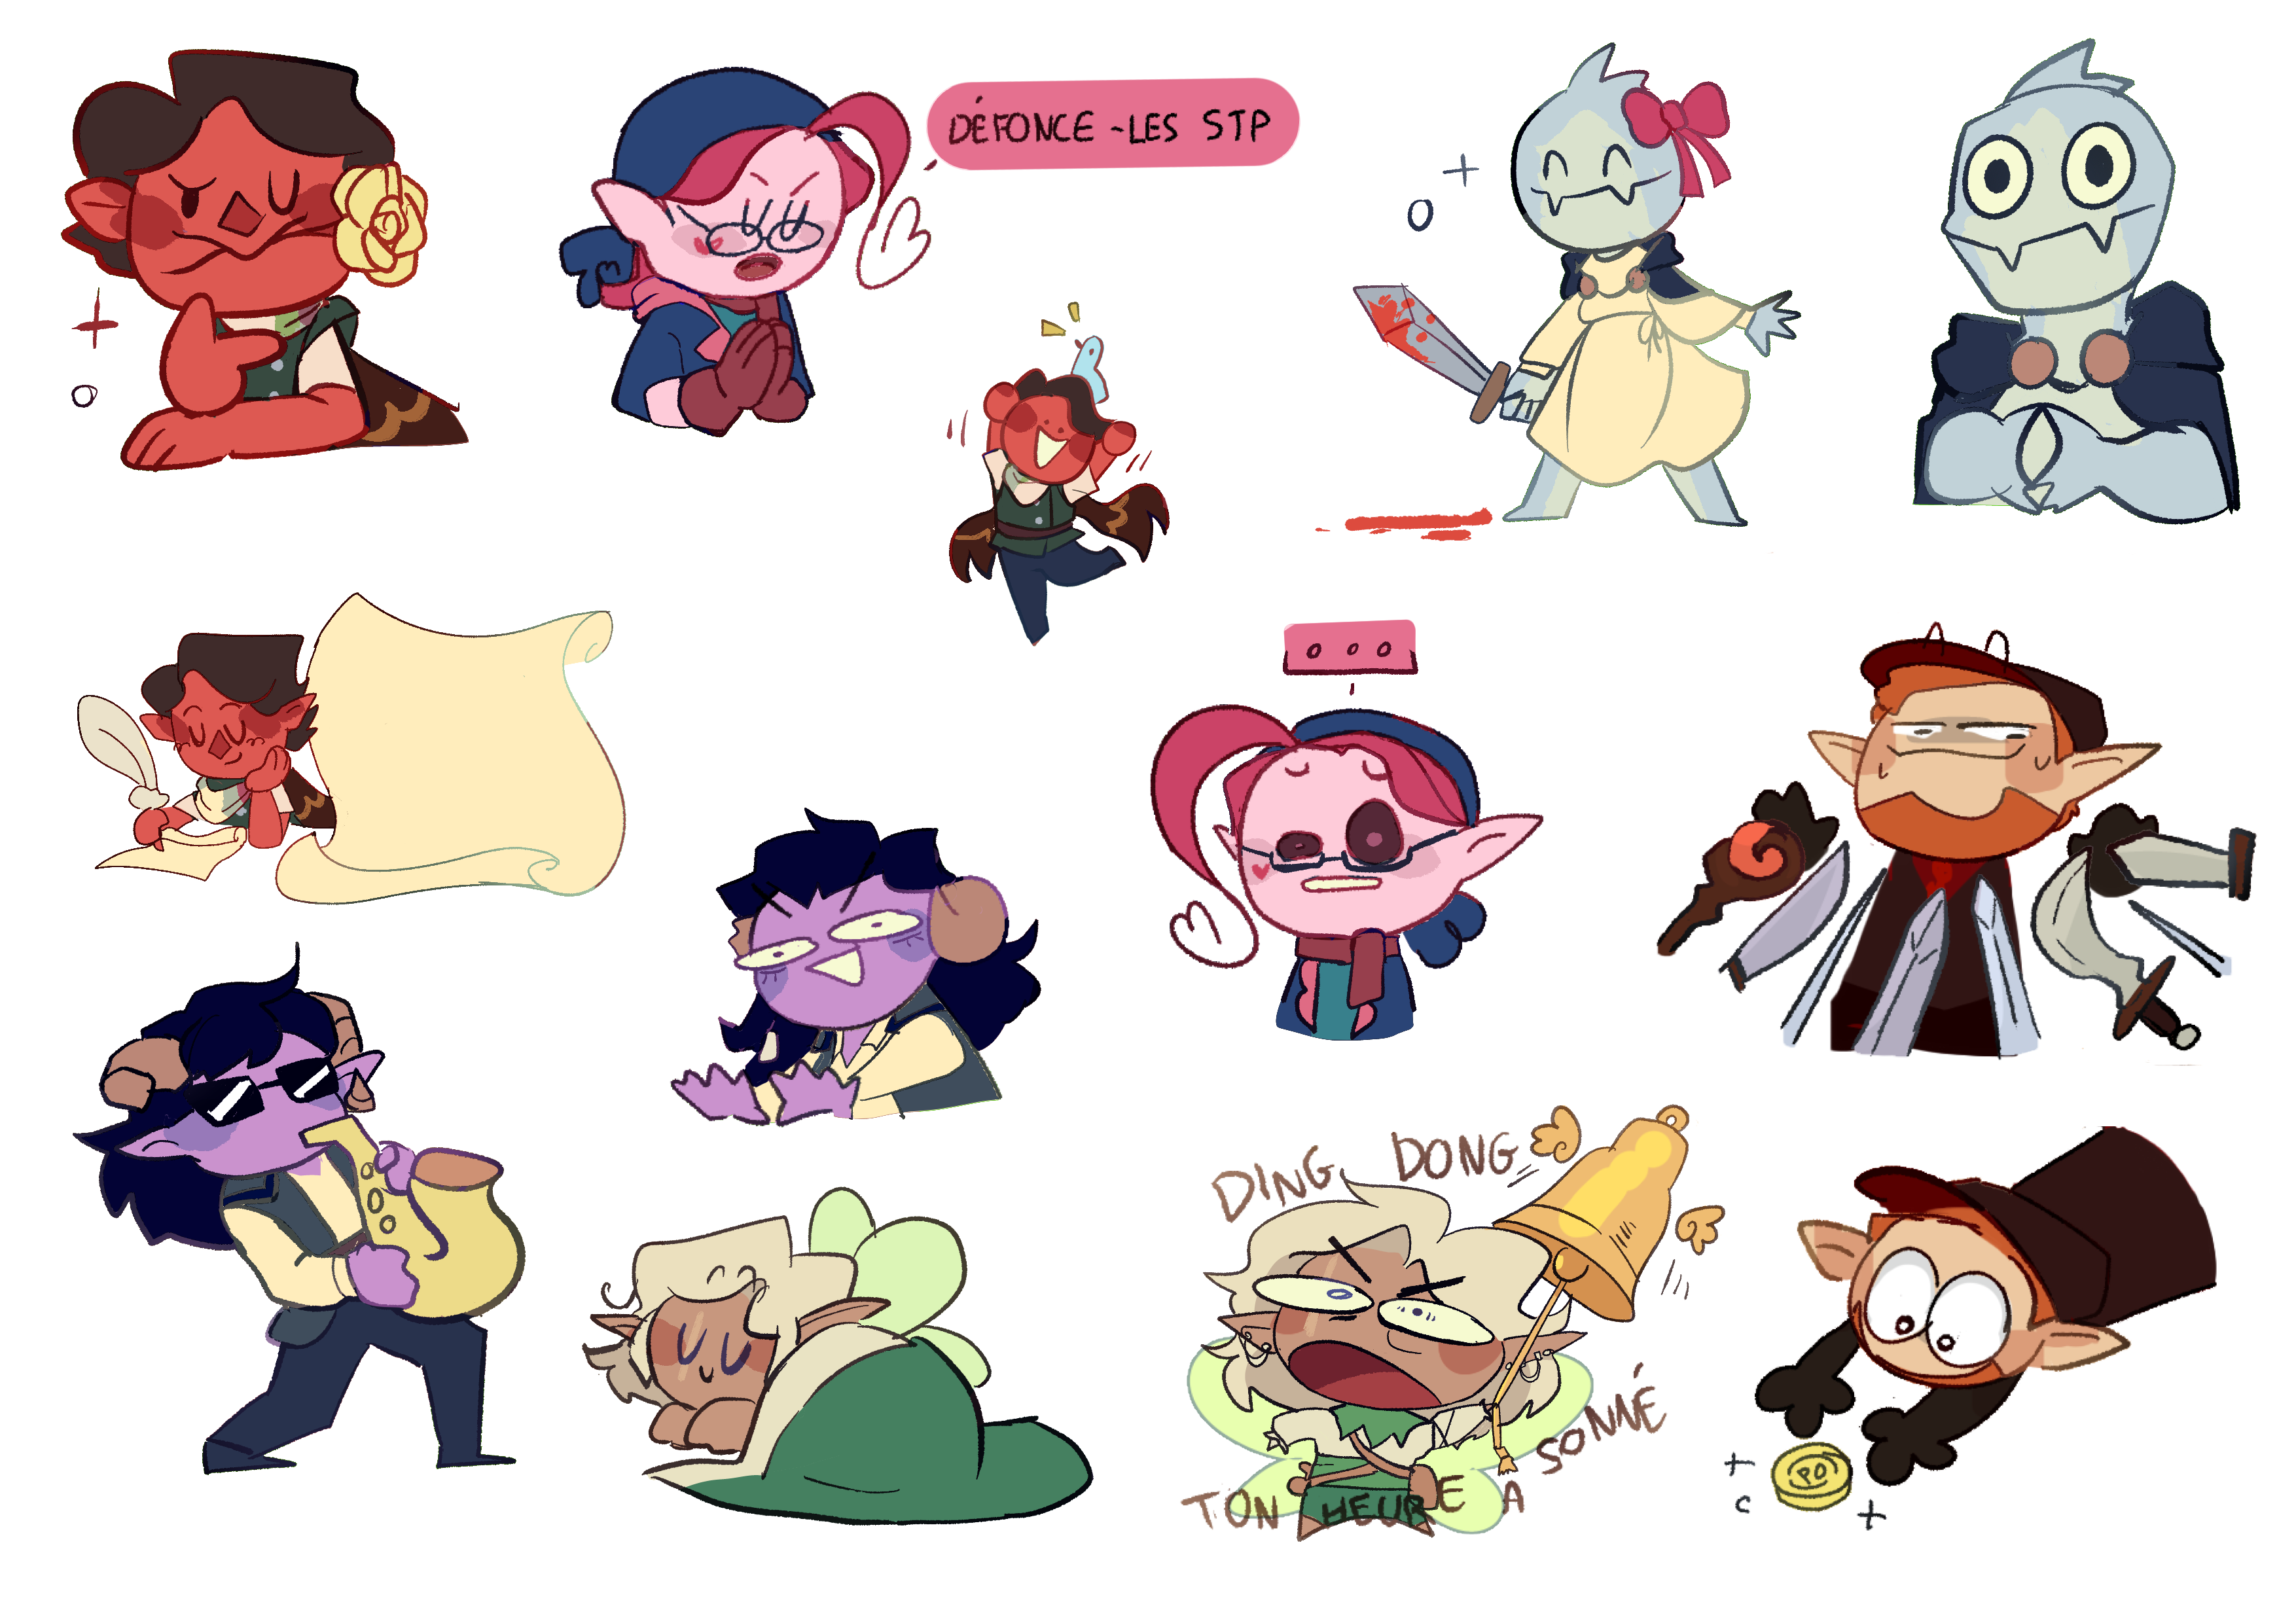 DÉFONCE-LES STP
DING DONG
TON HEURE A SONNÉ
PO